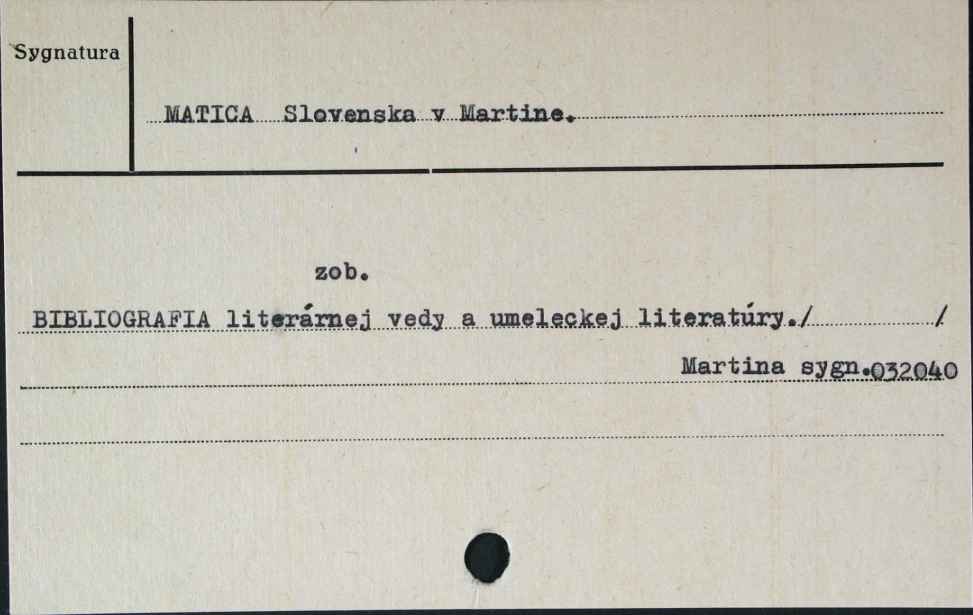 Sygnatura
MATICA Slovenska v Martine.
zob.
BIBLIOGRAFIA literárnej vedy a umeleckej literatúry./ /
Martina sygn.032040